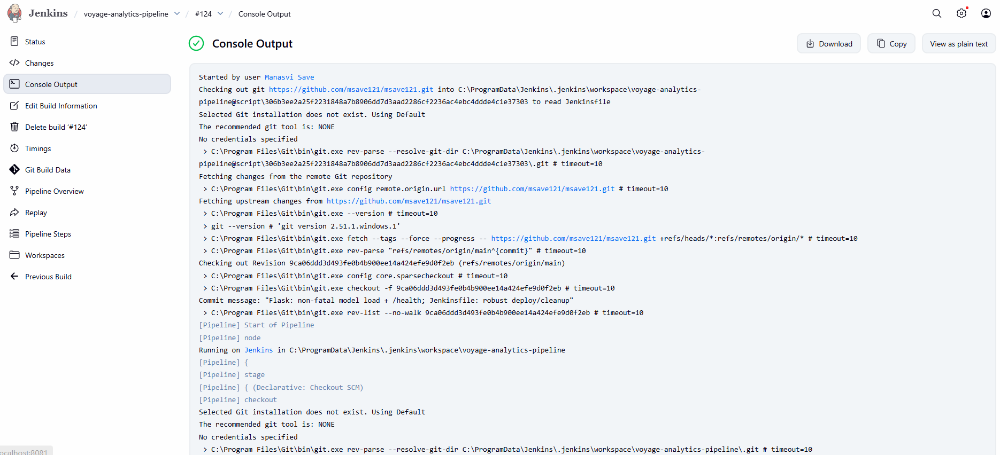 Jenkins / voyage-analytics-pipeline / #124 / Console Output
Status
Changes
Console Output
Edit Build Information
Delete build ‘#124’
Timings
Git Build Data
Pipeline Overview
Replay
Pipeline Steps
Workspaces
Previous Build
Console Output
Download
Copy
View as plain text
Started by user Manasvi Save
Checking out git https://github.com/msave121/msave121.git into C:\ProgramData\Jenkins\.jenkins\workspace\voyage-analytics-
pipeline@script\306b3ee2a25f2231848a7b8906dd7d3aad2286cf2236ac4ebc4ddde4c1e37303 to read Jenkinsfile
Selected Git installation does not exist. Using Default
The recommended git tool is: NONE
No credentials specified
> C:\Program Files\Git\bin\git.exe rev-parse --resolve-git-dir C:\ProgramData\Jenkins\.jenkins\workspace\voyage-analytics-
pipeline@script\306b3ee2a25f2231848a7b8906dd7d3aad2286cf2236ac4ebc4ddde4c1e37303\.git # timeout=10
Fetching changes from the remote Git repository
> C:\Program Files\Git\bin\git.exe config remote.origin.url https://github.com/msave121/msave121.git # timeout=10
Fetching upstream changes from https://github.com/msave121/msave121.git
> C:\Program Files\Git\bin\git.exe --version # timeout=10
> git --version # 'git version 2.51.1.windows.1'
> C:\Program Files\Git\bin\git.exe fetch --tags --force --progress -- https://github.com/msave121/msave121.git +refs/heads/*:refs/remotes/origin/* # timeout=10
> C:\Program Files\Git\bin\git.exe rev-parse "refs/remotes/origin/main^{commit}" # timeout=10
Checking out Revision 9ca06ddd3d493fe0b4b900ee14a424efe9d0f2eb (refs/remotes/origin/main)
> C:\Program Files\Git\bin\git.exe config core.sparsecheckout # timeout=10
> C:\Program Files\Git\bin\git.exe checkout -f 9ca06ddd3d493fe0b4b900ee14a424efe9d0f2eb # timeout=10
Commit message: "Flask: non-fatal model load + /health; Jenkinsfile: robust deploy/cleanup"
> C:\Program Files\Git\bin\git.exe rev-list --no-walk 9ca06ddd3d493fe0b4b900ee14a424efe9d0f2eb # timeout=10
[Pipeline] Start of Pipeline
[Pipeline] node
Running on Jenkins in C:\ProgramData\Jenkins\.jenkins\workspace\voyage-analytics-pipeline
[Pipeline] {
[Pipeline] stage
[Pipeline] { (Declarative: Checkout SCM)
[Pipeline] checkout
Selected Git installation does not exist. Using Default
The recommended git tool is: NONE
No credentials specified
> C:\Program Files\Git\bin\git.exe rev-parse --resolve-git-dir C:\ProgramData\Jenkins\.jenkins\workspace\voyage-analytics-pipeline\.git # timeout=10
ocalhost:8081